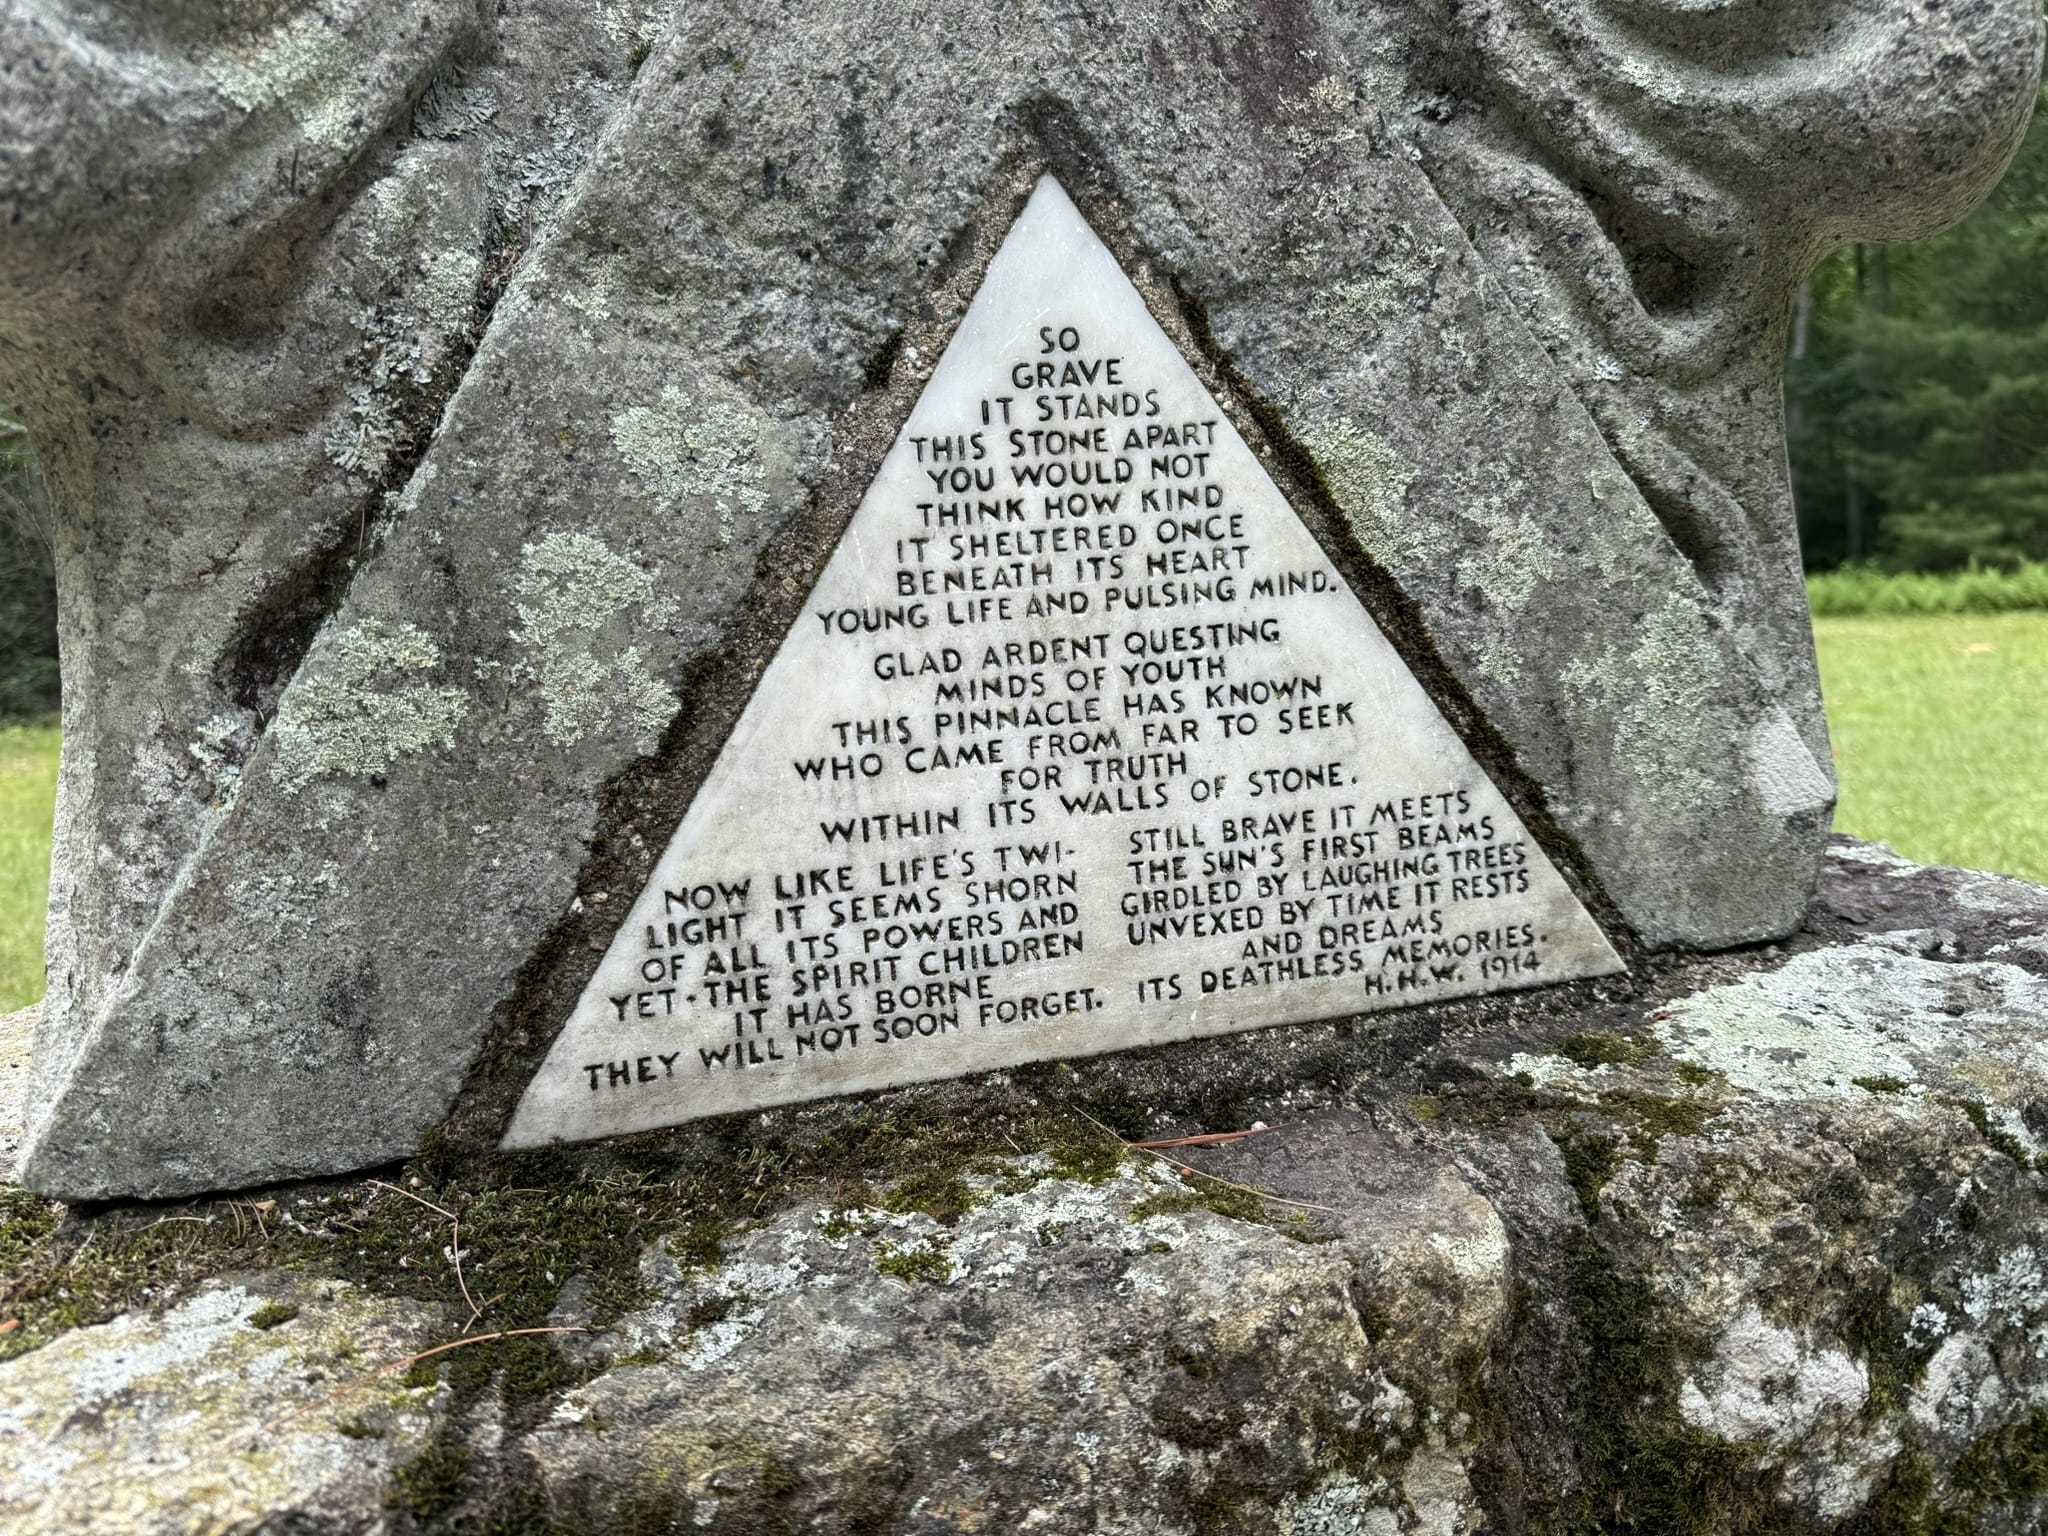 SO
GRAVE
IT STANDS
THIS STONE APART
YOU WOULD NOT
THINK HOW KIND
IT SHELTERED ONCE
BENEATH ITS HEART
YOUNG LIFE AND PULSING MIND.
GLAD ARDENT QUESTING
MINDS OF YOUTH
THIS PINNACLE HAS KNOWN
WHO CAME FROM FAR TO SEEK
FOR TRUTH
WITHIN ITS WALLS OF STONE.
NOW LIKE LIFE'S TWI-
LIGHT IT SEEMS SHORN
OF ALL ITS POWERS AND
YET · THE SPIRIT CHILDREN
IT HAS BORNE
THEY WILL NOT SOON FORGET.
STILL BRAVE IT MEETS
THE SUN'S FIRST BEAMS
GIRDLED BY LAUGHING TREES
UNVEXED BY TIME IT RESTS
AND DREAMS
ITS DEATHLESS MEMORIES.
H.H.W. 1914